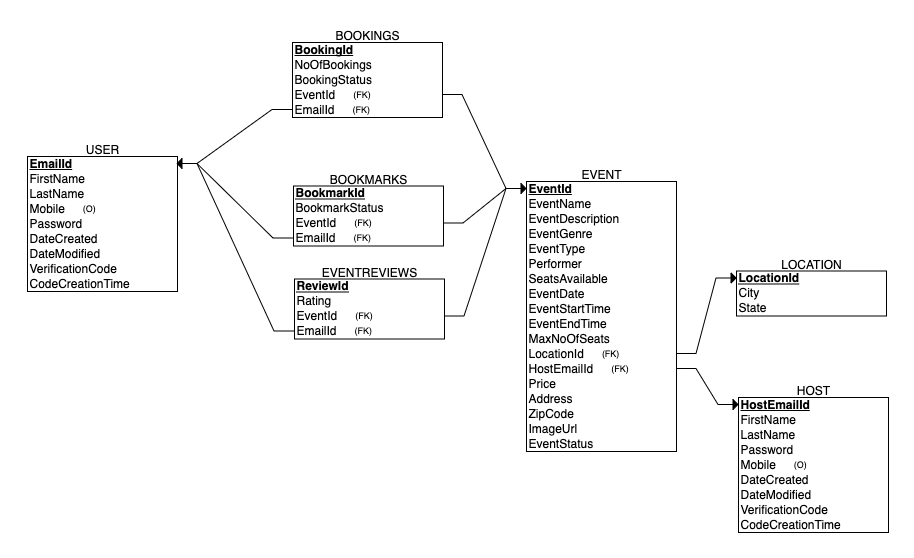 BOOKINGS
BookingId
NoOfBookings
BookingStatus
EventId (FK)
EmailId (FK)
USER
EmailId
FirstName
LastName
Mobile (O)
Password
DateCreated
DateModified
VerificationCode
CodeCreationTime
BOOKMARKS
BookmarkId
BookmarkStatus
EventId (FK)
EmailId (FK)
EVENTREVIEWS
ReviewId
Rating
EventId (FK)
EmailId (FK)
EVENT
EventId
EventName
EventDescription
EventGenre
EventType
Performer
SeatsAvailable
EventDate
EventStartTime
EventEndTime
MaxNoOfSeats
LocationId (FK)
HostEmailId (FK)
Price
Address
ZipCode
ImageUrl
EventStatus
LOCATION
LocationId
City
State
HOST
HostEmailId
FirstName
LastName
Password
Mobile (O)
DateCreated
DateModified
VerificationCode
CodeCreationTime